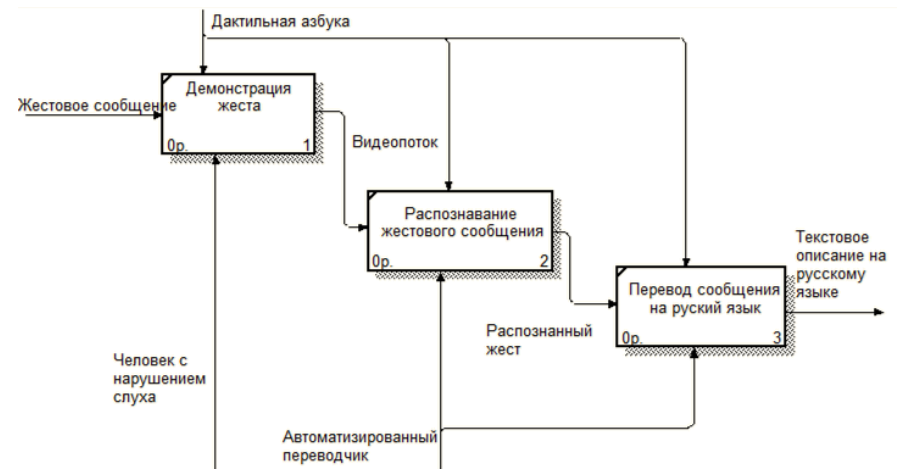 Дактильная азбука
Демонстрация
жеста
Жестовое сообщение
0р.
1
Видеопоток
Распознавание
жестового сообщения
0р.
2
Текстовое
описание на
русскому
языке
Перевод сообщения
на руский язык
0р.
3
Распознанный
жест
Человек с
нарушением
слуха
Автоматизированный
переводчик